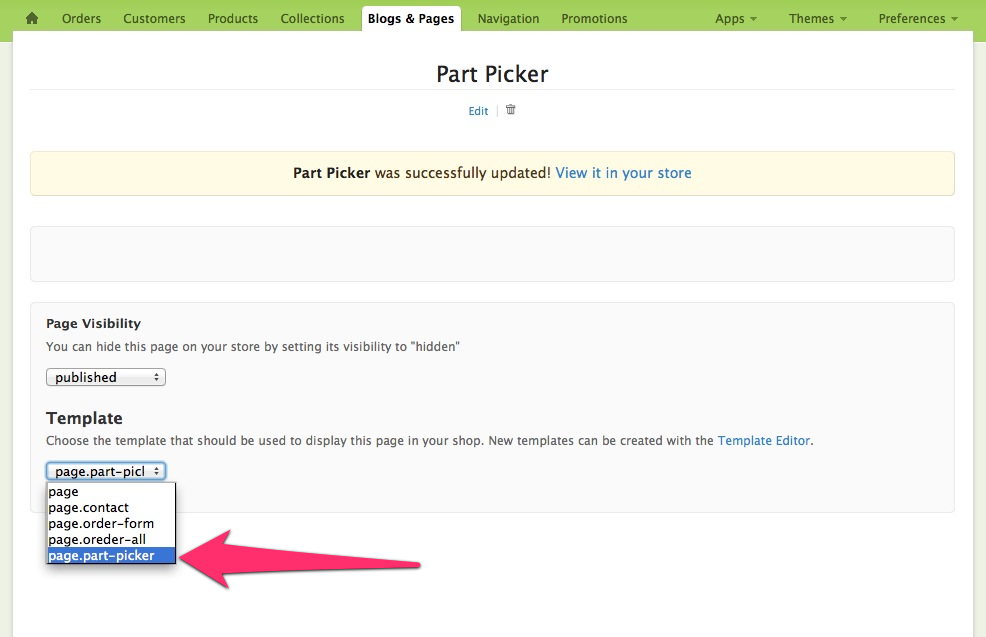 Orders Customers Products Collections Blogs & Pages Navigation Promotions Apps Themes Preferences
Part Picker
Edit
Part Picker was successfully updated! View it in your store
Page Visibility
You can hide this page on your store by setting its visibility to "hidden"
published
Template
Choose the template that should be used to display this page in your shop. New templates can be created with the Template Editor.
page.part-picl
page
page.contact
page.order-form
page.oreder-all
page.part-picker